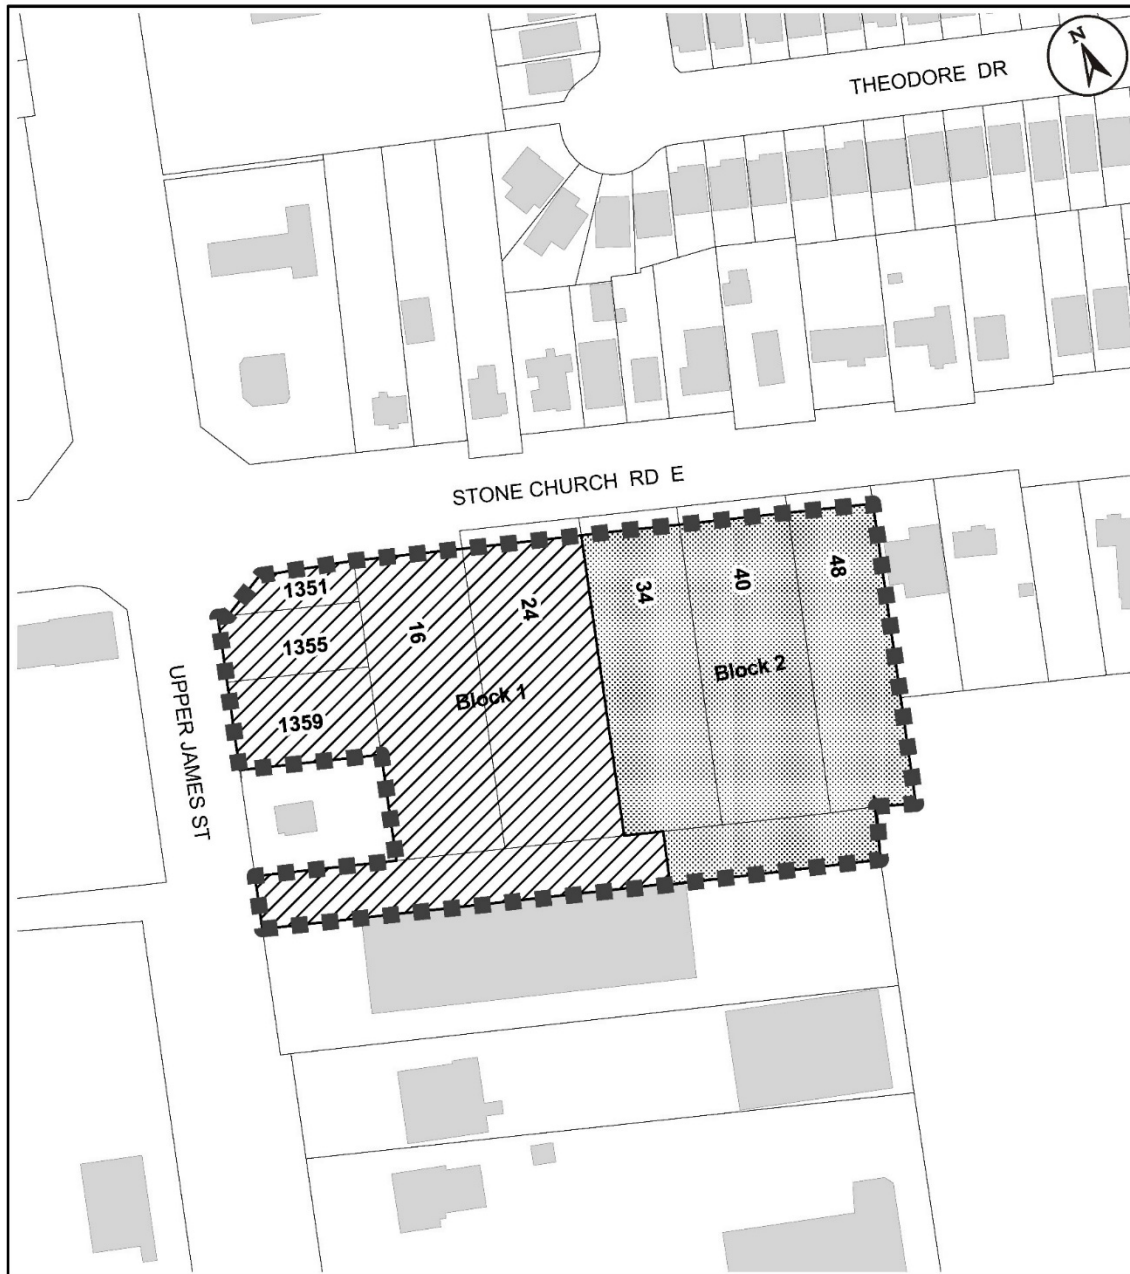 N
THEODORE DR
STONE CHURCH RD E
1351
1355
1359
16
24
34
40
48
Block 1
Block 2
UPPER JAMES ST